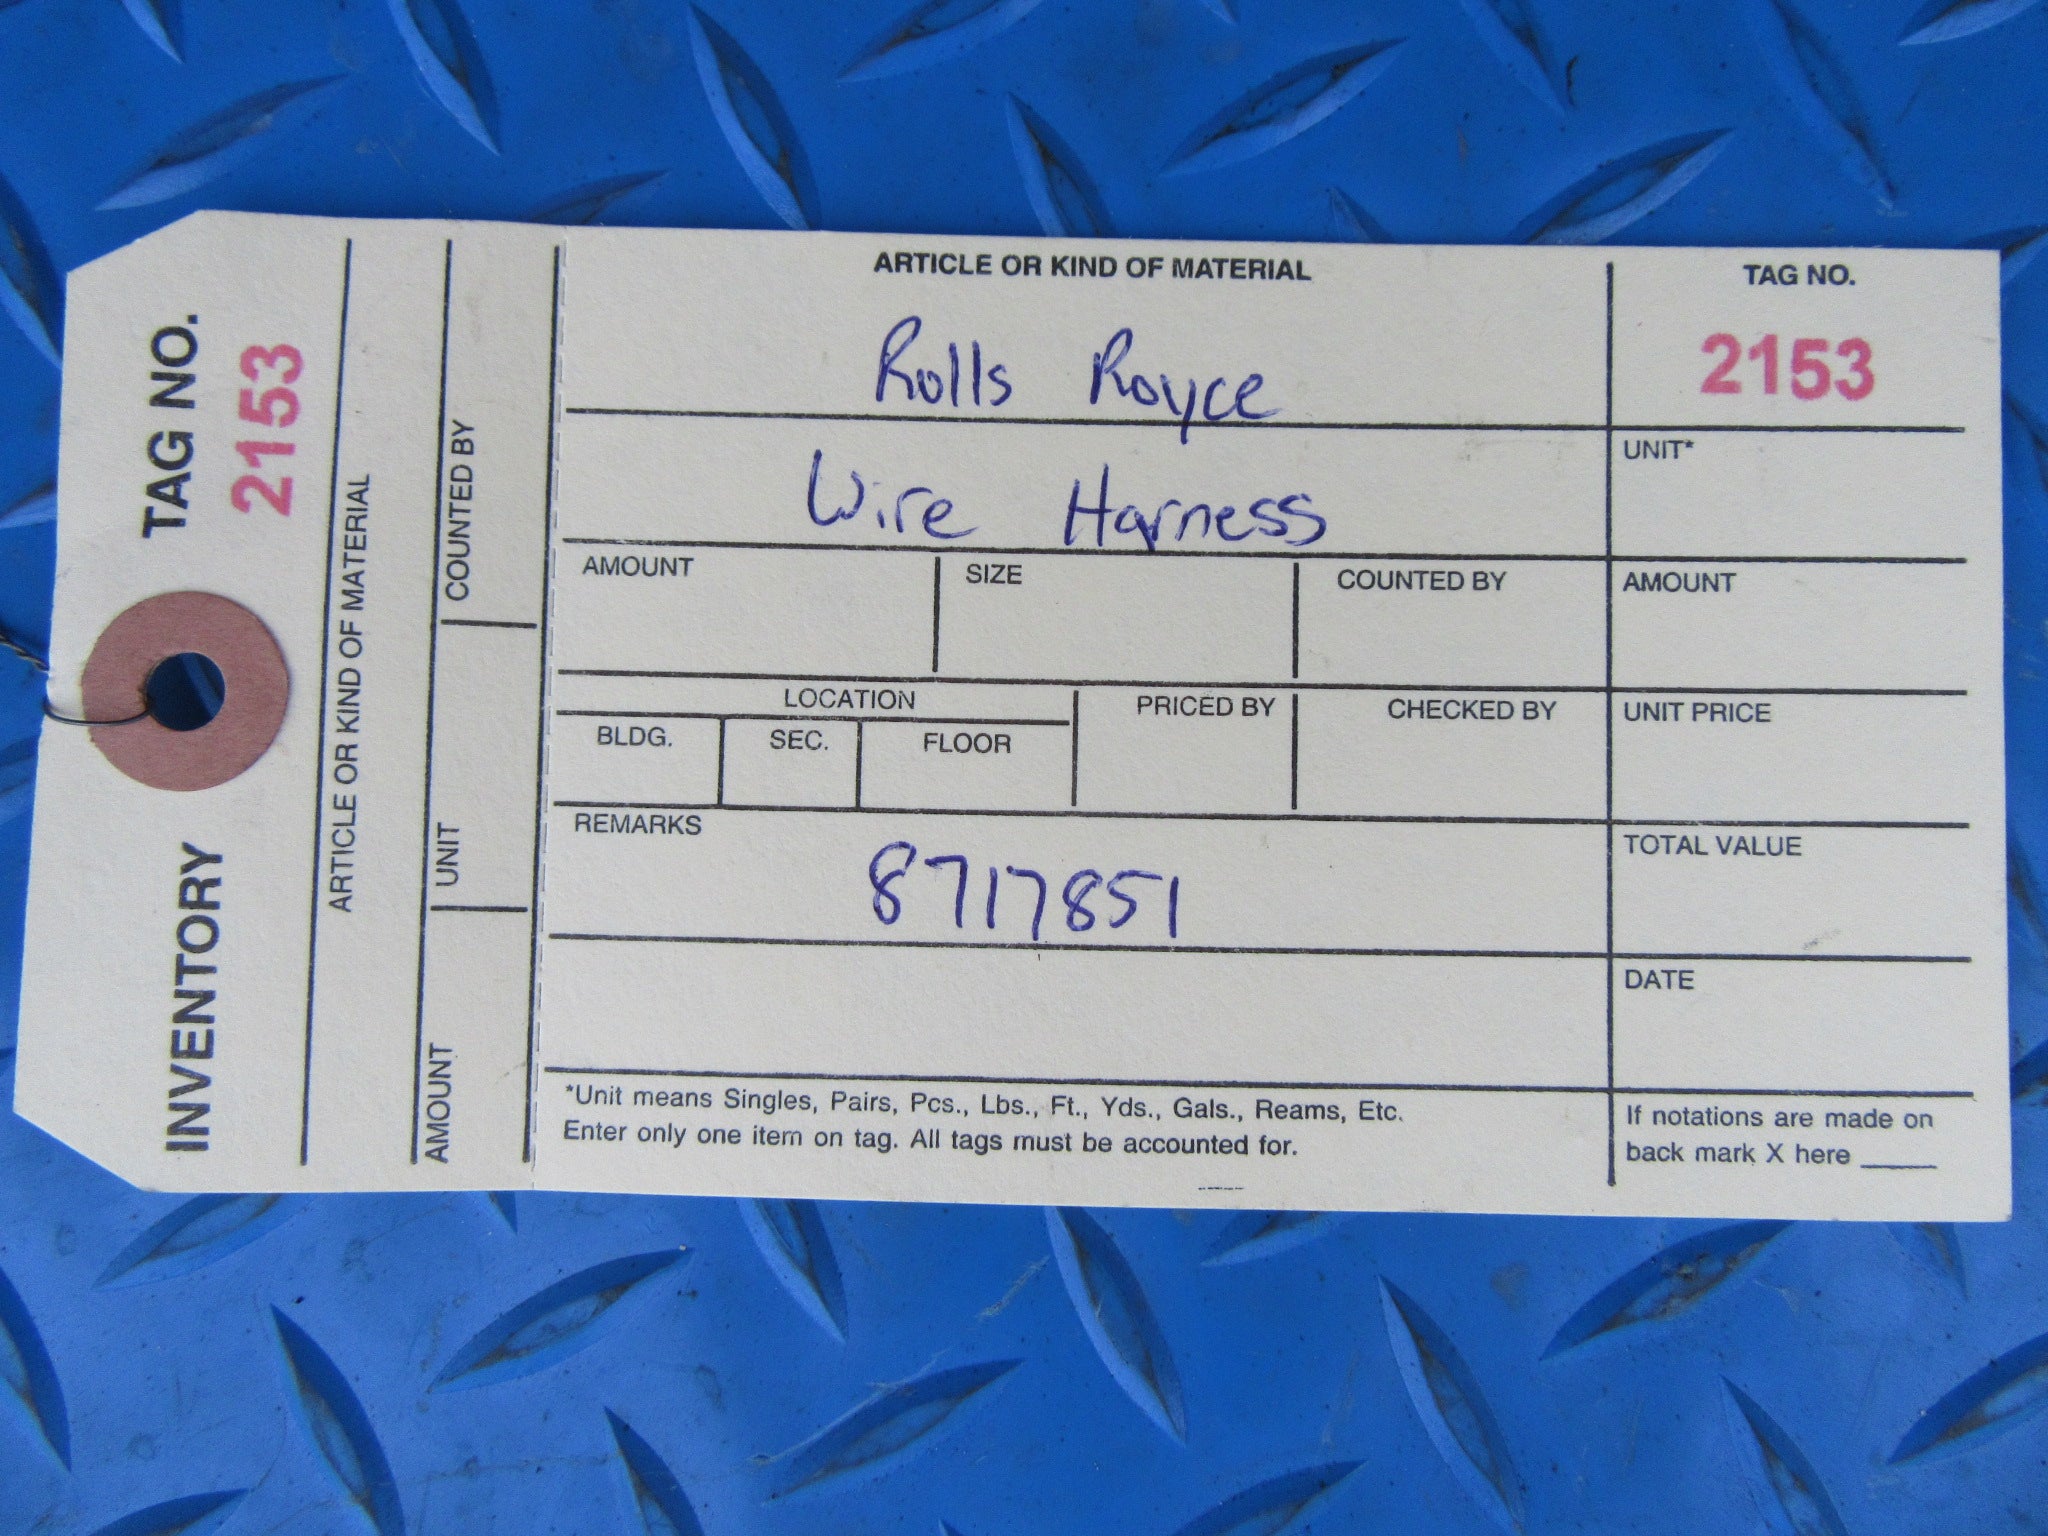 INVENTORY TAG NO.
2153
ARTICLE OR KIND OF MATERIAL
AMOUNT UNIT COUNTED BY
ARTICLE OR KIND OF MATERIAL
TAG NO.
Rolls Royce
2153
Wire Harness
UNIT*
AMOUNT SIZE COUNTED BY AMOUNT
LOCATION PRICED BY CHECKED BY UNIT PRICE
BLDG. SEC. FLOOR
REMARKS
TOTAL VALUE
8717851
DATE
*Unit means Singles, Pairs, Pcs., Lbs., Ft., Yds., Gals., Reams, Etc.
Enter only one item on tag. All tags must be accounted for.
If notations are made on
back mark X here _____